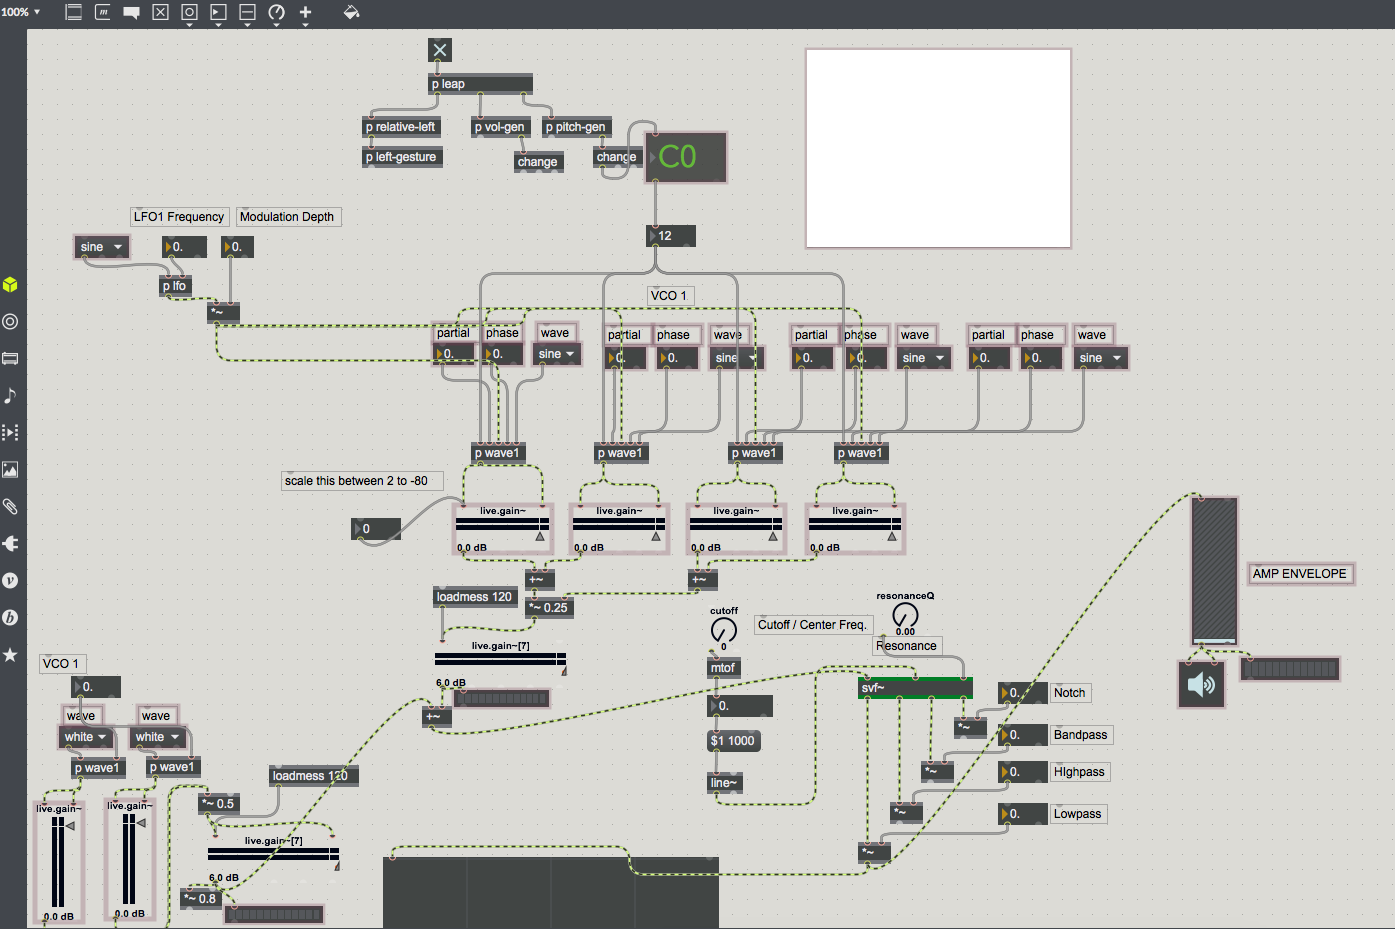 100%
m
p leap
p relative-left
p vol-gen
p pitch-gen
p left-gesture
change
change
C0
LFO1 Frequency
Modulation Depth
12
sine
0.
0.
p lfo
*~
VCO 1
partial
phase
wave
partial
phase
wave
partial
phase
wave
partial
phase
wave
0.
0.
sine
0.
0.
sine
0.
0.
sine
0.
0.
sine
p wave1
p wave1
p wave1
p wave1
scale this between 2 to -80
0
live.gain~
live.gain~
live.gain~
live.gain~
0.0 dB
0.0 dB
0.0 dB
0.0 dB
+~
+~
loadmess 120
*~ 0.25
AMP ENVELOPE
cutoff
0
Cutoff / Center Freq.
resonanceQ
0.00
Resonance
live.gain~[7]
6.0 dB
mtof
svf~
+~
0.
$1 1000
line~
0.
Notch
*~
0.
Bandpass
*~
0.
HIghpass
*~
0.
Lowpass
*~
VCO 1
0.
wave
wave
white
white
p wave1
p wave1
loadmess 120
live.gain~
live.gain~
*~ 0.5
live.gain~[7]
6.0 dB
*~ 0.8
0.0 dB
0.0 dB
v
b